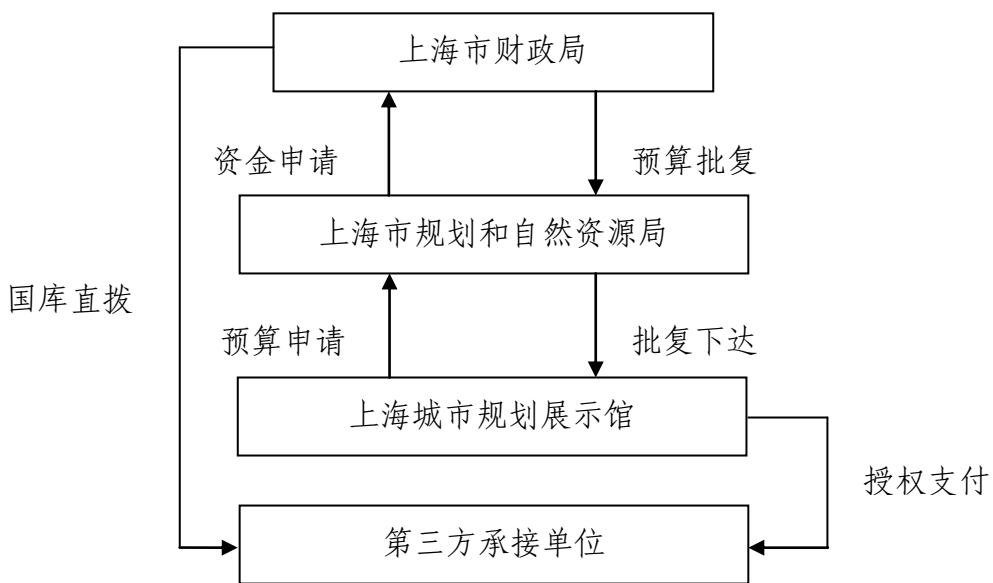 上海市财政局
资金申请
预算批复
上海市规划和自然资源局
国库直拨
预算申请
批复下达
上海城市规划展示馆
授权支付
第三方承接单位